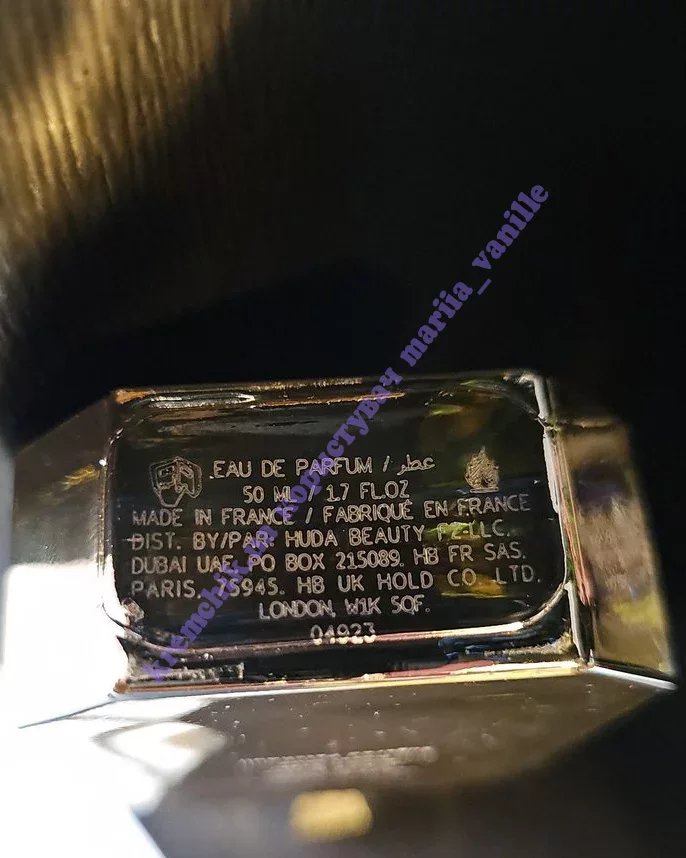 EAU DE PARFUM / عطر
50 ML / 1.7 FL.OZ
MADE IN FRANCE / FABRIQUÉ EN FRANCE
DIST. BY/PAR. HUDA BEAUTY FZ-LLC.
DUBAI UAE, PO BOX 215089. HB FR SAS.
PARIS, 75945. HB UK HOLD CO LTD.
LONDON, W1K 5QF.
04923
користувач mariia_vanille